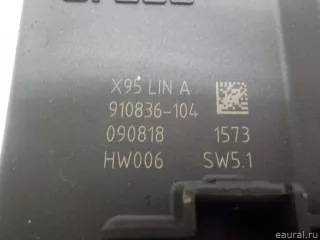 X95 LIN A
910836-104
090818 1573
HW006 SW5.1
eaural.ru